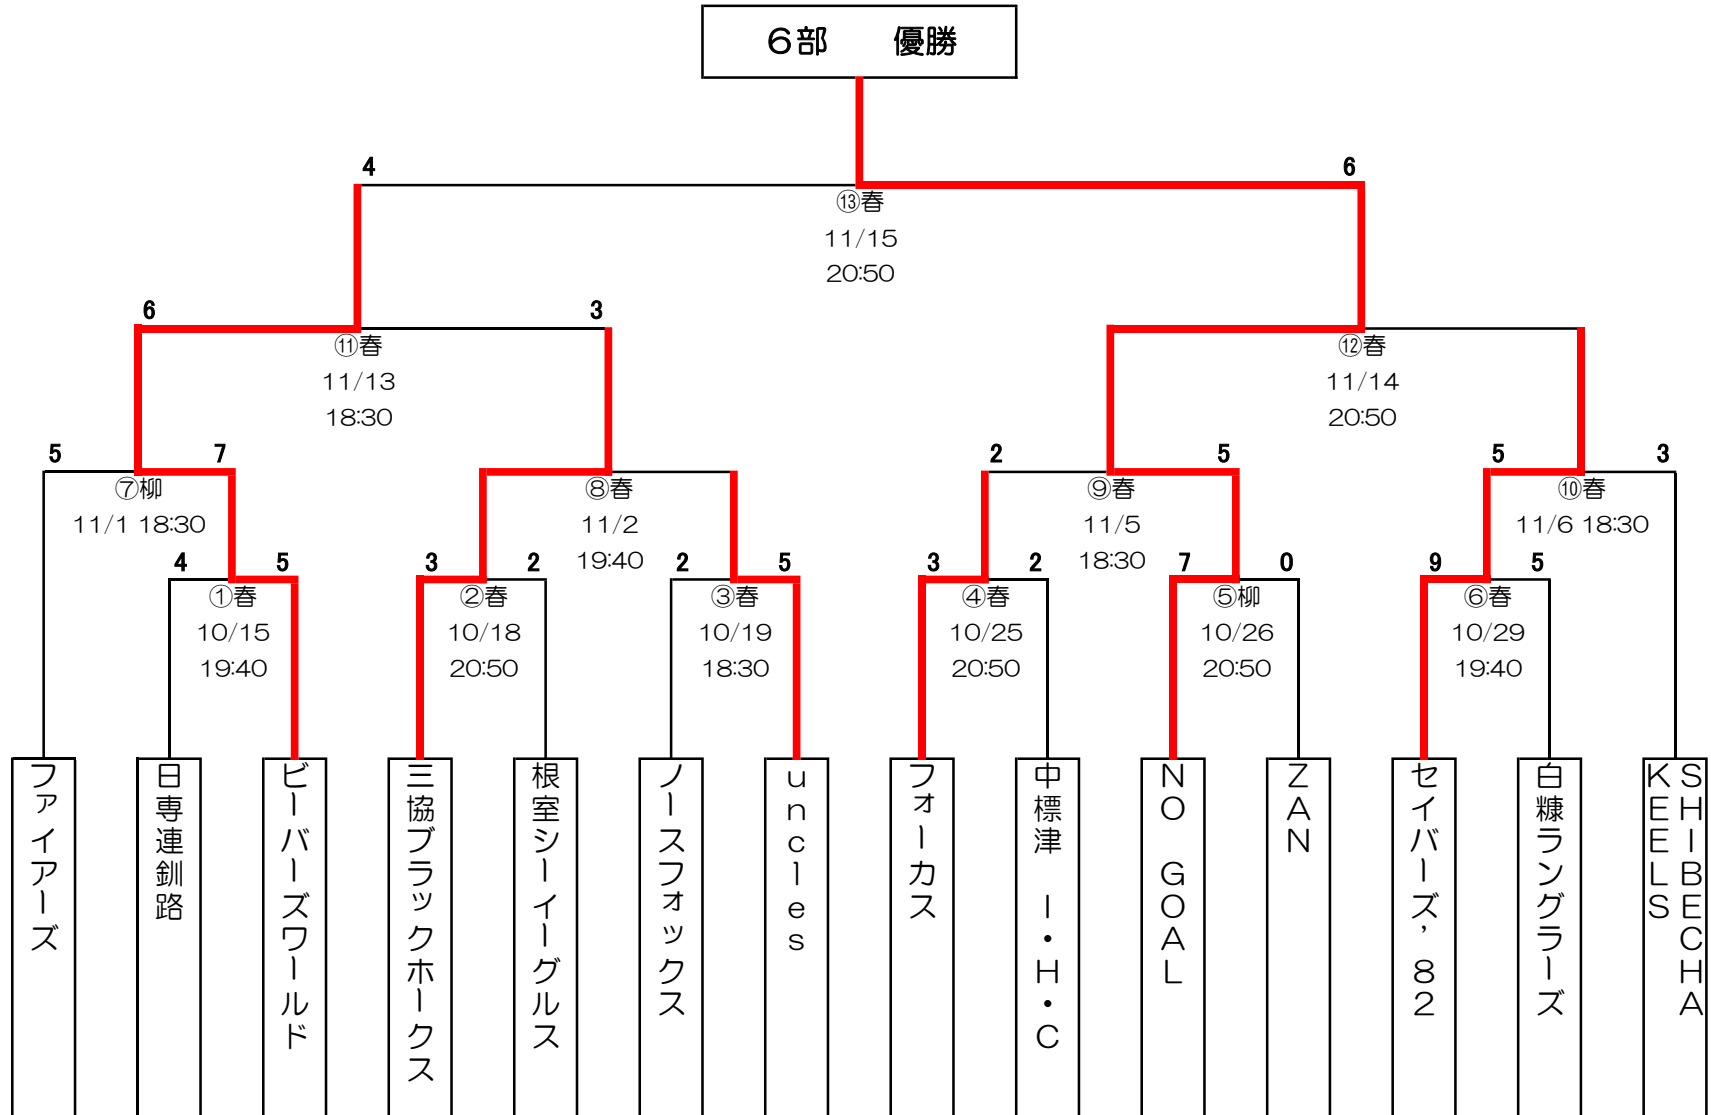 6部　優勝
4
6
⑬春
11/15
20:50
6
3
⑪春
11/13
18:30
⑫春
11/14
20:50
5
7
⑦柳
11/1 18:30
⑧春
11/2
19:40
2
5
⑨春
11/5
18:30
5
3
⑩春
11/6 18:30
4
5
①春
10/15
19:40
3
2
②春
10/18
20:50
2
5
③春
10/19
18:30
3
2
④春
10/25
20:50
7
0
⑤柳
10/26
20:50
9
5
⑥春
10/29
19:40
ファイアーズ
日専連釧路
ビーバーズワールド
三協ブラックホークス
根室シーイーグルス
ノースフォックス
uncles
フォーカス
中標津　I・H・C
NO　GOAL
ZAN
セイバーズ’82
白糠ラングラーズ
SHIBECHA
KEELS